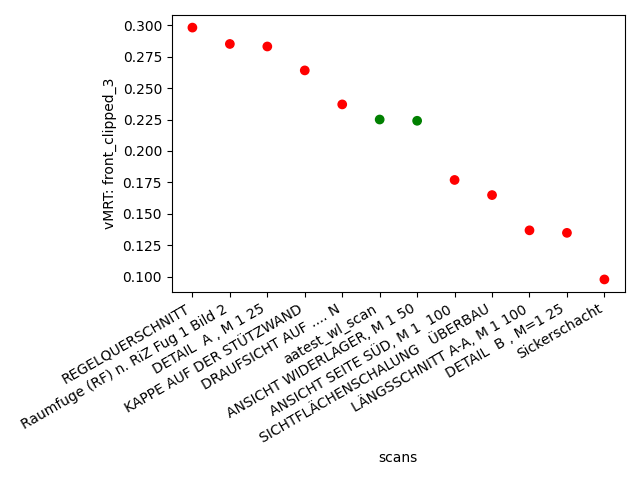 0.300
0.275
0.250
0.225
0.200
0.175
0.150
0.125
0.100
vMRT: front_clipped_3
REGELQUERSCHNITT
Raumfuge (RF) n. RiZ Fug 1 Bild 2
DETAIL  A , M 1 25
KAPPE AUF DER STÜTZWAND
DRAUFSICHT AUF .... N
aatest_wl_scan
ANSICHT WIDERLAGER, M 1 50
ANSICHT SEITE SÜD, M 1  100
SICHTFLÄCHENSCHALUNG  ÜBERBAU
LÄNGSSCHNITT A-A, M 1 100
DETAIL  B , M=1 25
Sickerschacht
scans